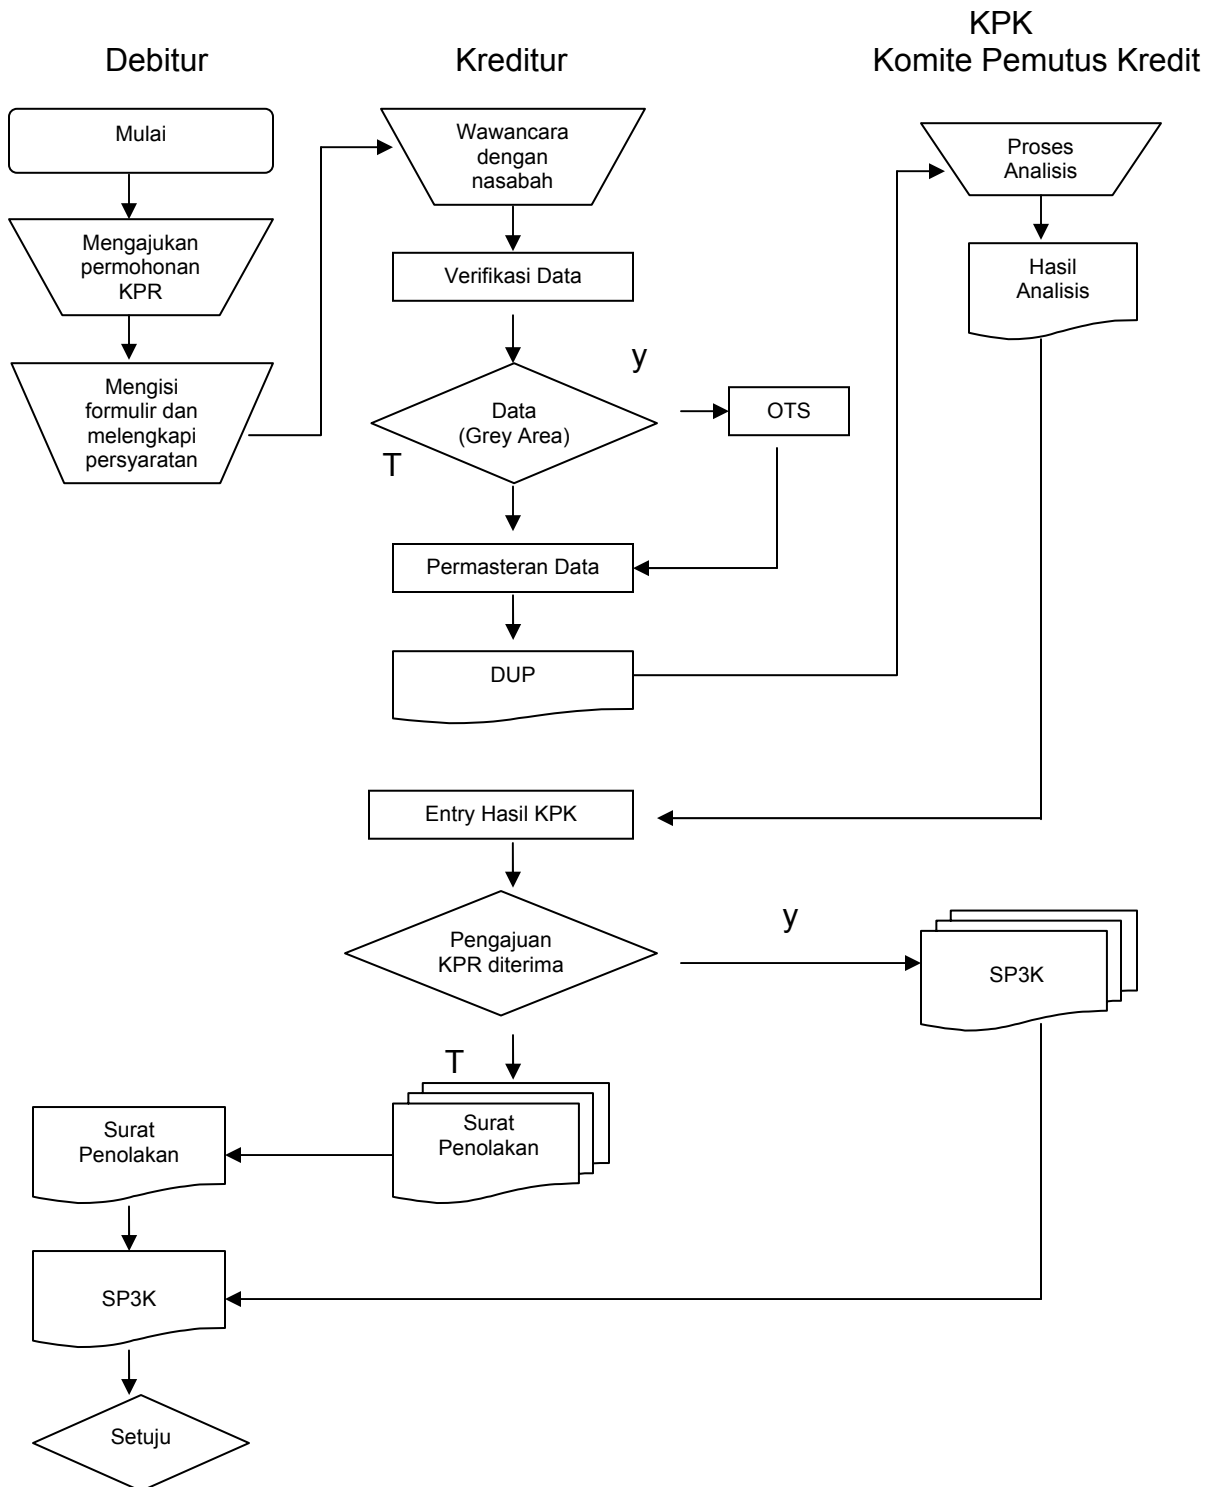 KPK
Debitur
Kreditur
Komite Pemutus Kredit
Mulai
Mengajukan
permohonan
KPR
Mengisi
formulir dan
melengkapi
persyaratan
Wawancara
dengan
nasabah
Verifikasi Data
y
Data
(Grey Area)
OTS
T
Permasteran Data
DUP
Proses
Analisis
Hasil
Analisis
Entry Hasil KPK
Pengajuan
KPR diterima
y
SP3K
T
Surat
Penolakan
Surat
Penolakan
SP3K
Setuju